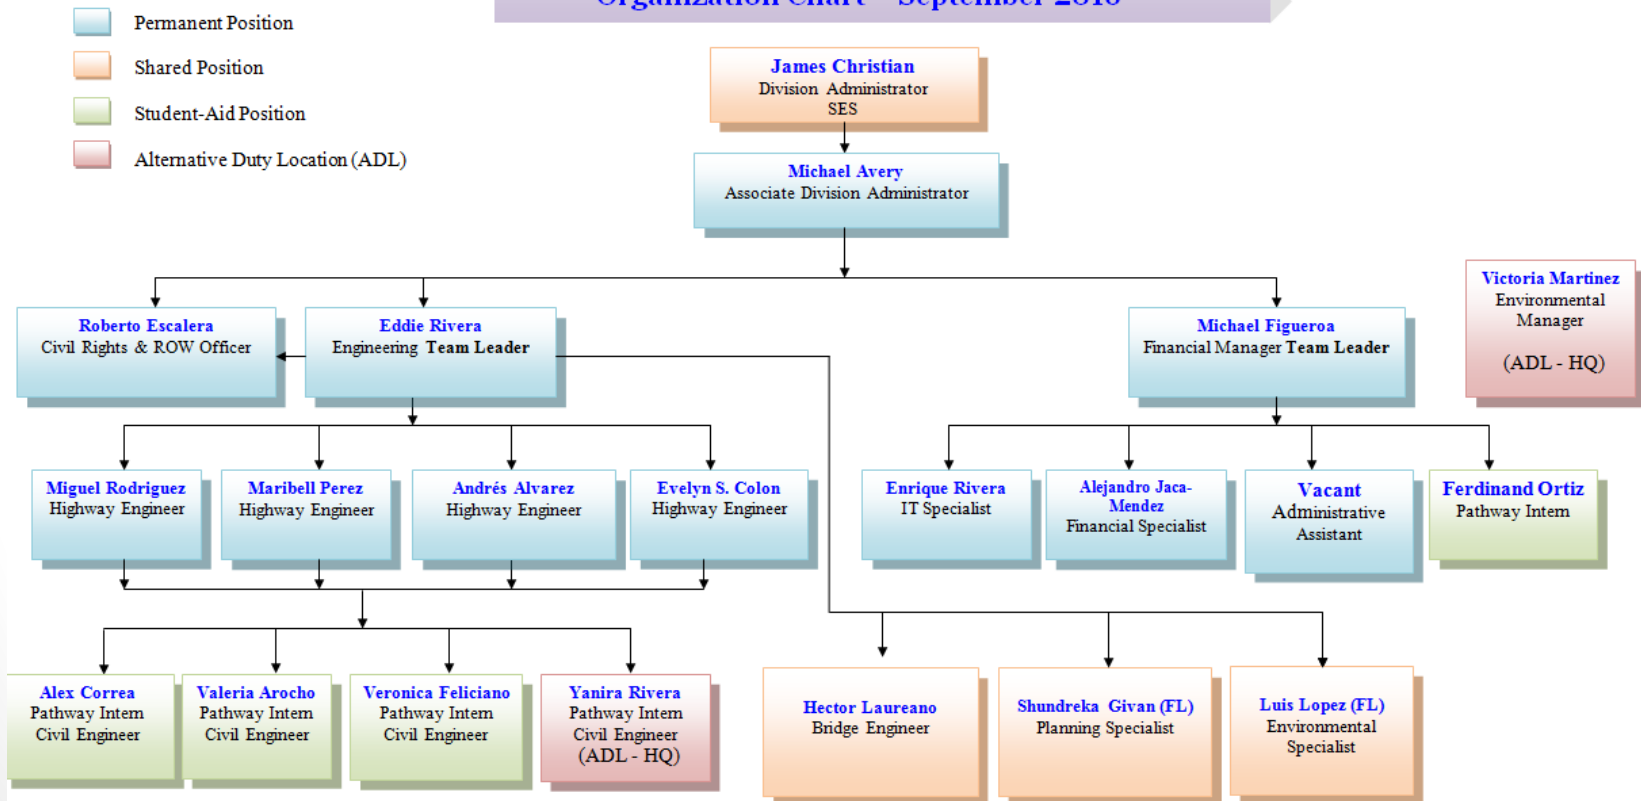 Organization Chart – September 2016
Permanent Position
Shared Position
Student-Aid Position
Alternative Duty Location (ADL)
James Christian
Division Administrator
SES
Michael Avery
Associate Division Administrator
Victoria Martinez
Environmental
Manager
(ADL - HQ)
Roberto Escalera
Civil Rights & ROW Officer
Eddie Rivera
Engineering Team Leader
Michael Figueroa
Financial Manager Team Leader
Miguel Rodriguez
Highway Engineer
Maribell Perez
Highway Engineer
Andrés Alvarez
Highway Engineer
Evelyn S. Colon
Highway Engineer
Enrique Rivera
IT Specialist
Alejandro Jaca-
Mendez
Financial Specialist
Vacant
Administrative
Assistant
Ferdinand Ortiz
Pathway Intern
Alex Correa
Pathway Intern
Civil Engineer
Valeria Arocho
Pathway Intern
Civil Engineer
Veronica Feliciano
Pathway Intern
Civil Engineer
Yanira Rivera
Pathway Intern
Civil Engineer
(ADL - HQ)
Hector Laureano
Bridge Engineer
Shundreka Givan (FL)
Planning Specialist
Luis Lopez (FL)
Environmental
Specialist